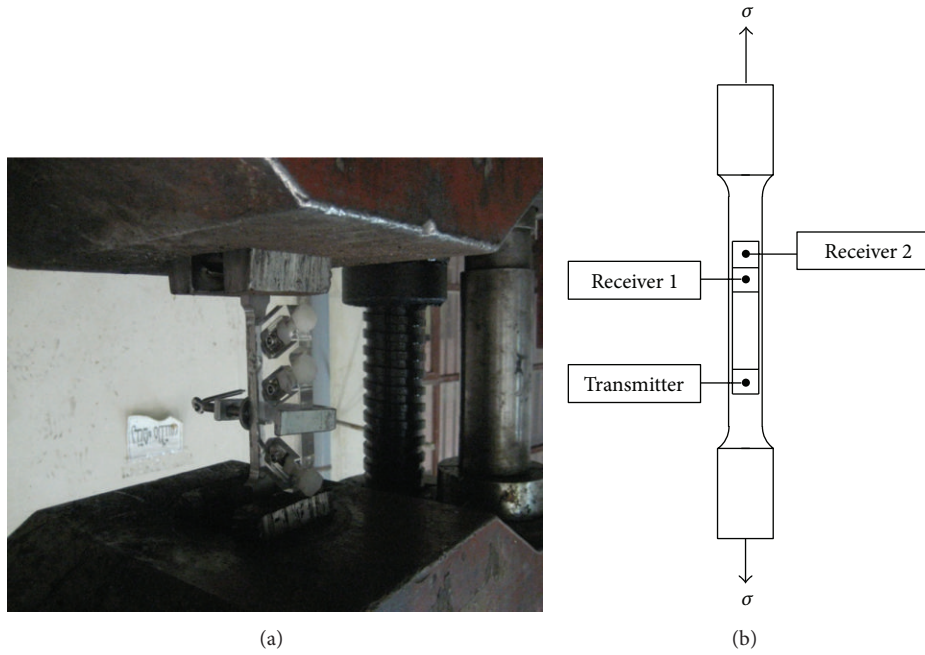 σ
Receiver 2
Receiver 1
Transmitter
σ
(a)
(b)